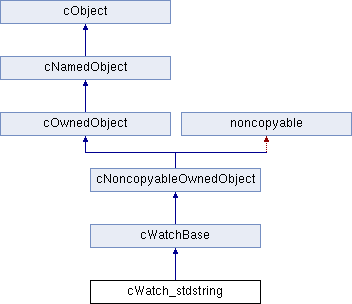 cObject
cNamedObject
cOwnedObject
noncopyable
cNoncopyableOwnedObject
cWatchBase
cWatch_stdstring